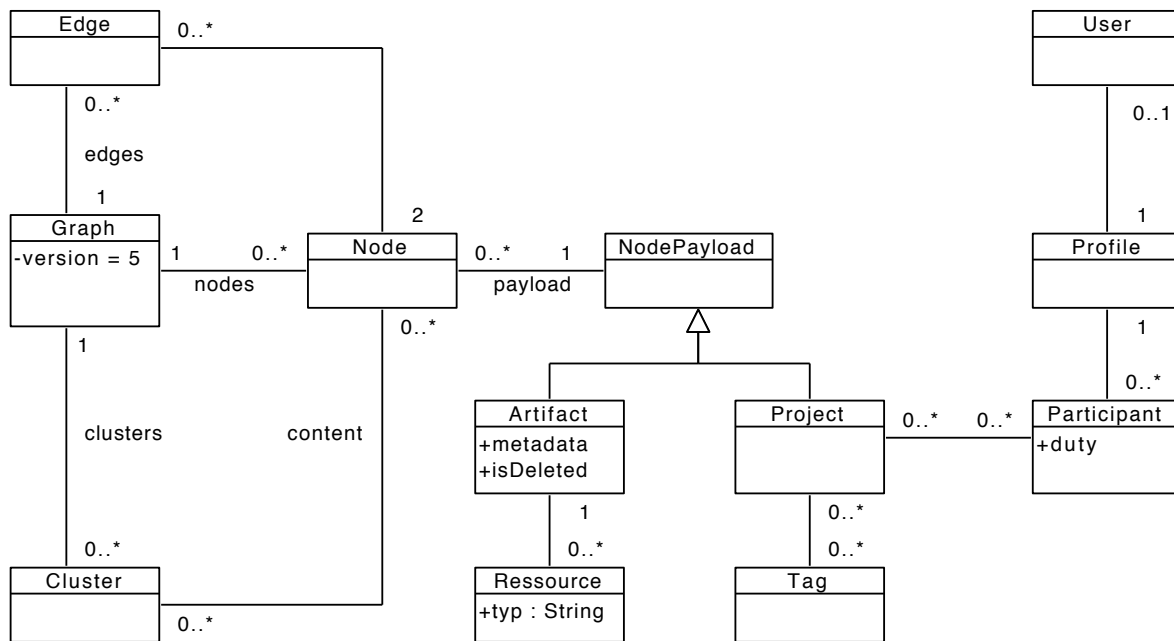 Edge
0..*
User
0..*
0..1
edges
1
2
1
Graph
-version = 5
1
0..*
nodes
Node
0..*
1
payload
NodePayload
Profile
1
0..*
1
0..*
clusters
content
Artifact
+metadata
+isDeleted
Project
0..*
0..*
Participant
+duty
1
0..*
0..*
0..*
0..*
Cluster
0..*
Ressource
+typ : String
Tag